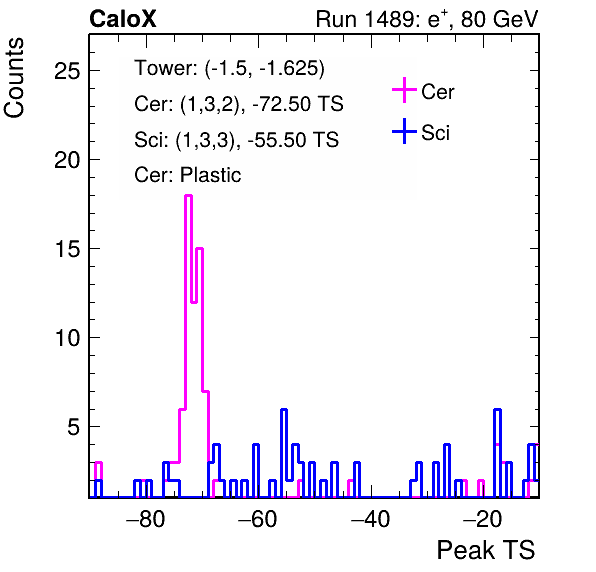 CaloX Run 1489: e⁺, 80 GeV
Counts
Tower: (-1.5, -1.625)
Cer: (1,3,2), -72.50 TS
Sci: (1,3,3), -55.50 TS
Cer: Plastic
Cer
Sci
25
20
15
10
5
−80 −60 −40 −20
Peak TS